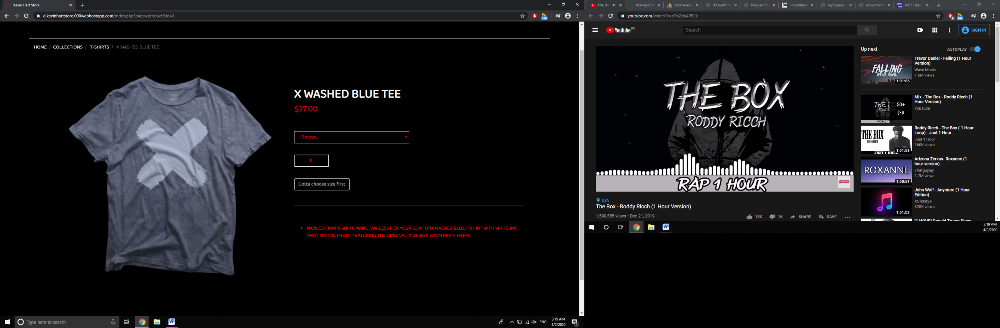 Kevin Hart Store
elkevinhartstore.000webhostapp.com/index.php?page=product&id=1
100
HOME / COLLECTIONS / T-SHIRTS / X WASHED BLUE TEE
X WASHED BLUE TEE
$27.00
Choose...
1
Gotta choose size first
100% COTTON T-SHIRT, MADE TAG-LESS FOR YOUR COMFORT WASHED BLUE T-SHIRT WITH WHITE INK
PRINT ON THE FRONT FEATURING THE ORIGINAL 'X' DESIGN FROM KEVIN HART!
Type here to search
ENG
3:19 AM
4/2/2020
2
The Bo
Manage Da
databases-
000webhos
Pregled bo
hometheat
mySquare.p
dokumenta
MD5 Hash
youtube.com/watch?v=oTb2dg4PB2k
6
100
YouTube RS
Search
SIGN IN
THE BOX
RODDY RICCH
RAP 1 HOUR
USA
The Box - Roddy Ricch (1 Hour Version)
1,590,555 views • Dec 21, 2019
15K
1K
SHARE
SAVE
Up next
AUTOPLAY
FALLING
TREVOR DANIEL
1:01:06
Trevor Daniel - Falling (1 Hour
Version)
Wave Music
1.6M views
50+
Mix - The Box - Roddy Ricch (1
Hour Version)
YouTube
THE BOX
RODDY RICCH
JUST 1 HOUR
1:01:58
Roddy Ricch - The Box ( 1 Hour
Loop) - Just 1 Hour
Just 1 Hour
160K views
ROXANNE
1:00:51
Arizona Zervas- Roxanne (1
hour version)
Thatguyjay
1.7M views
1:01:03
John Wolf - Anymore (1 Hour
Edition)
XGh0styX
870K views
[1 HOUR] Donald Trump Sings
3:19 AM
4/2/2020